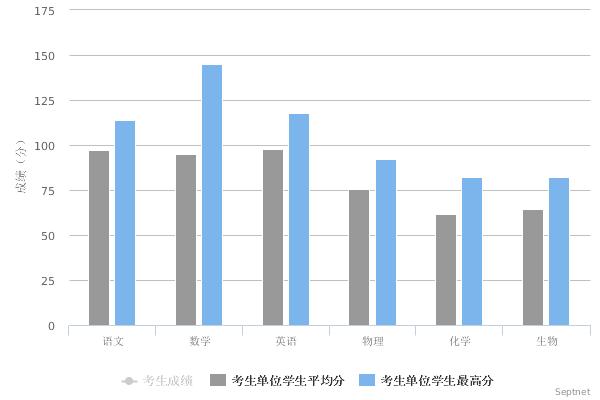 175
150
125
100
75
50
25
0
成绩（分）
语文 数学 英语 物理 化学 生物
考生成绩 考生单位学生平均分 考生单位学生最高分
Septnet